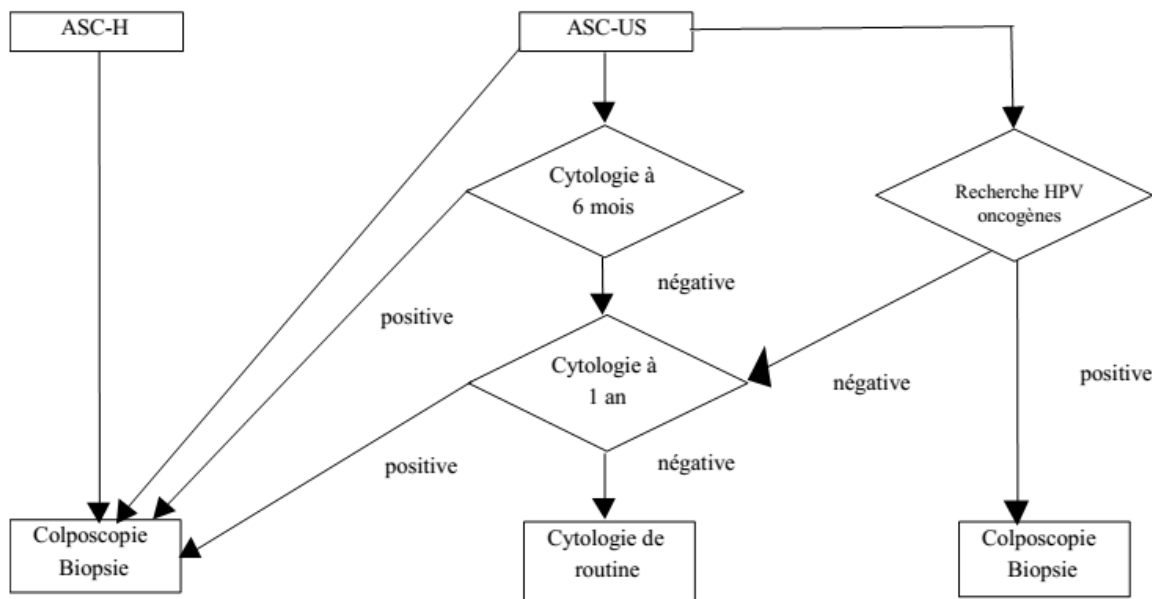 ASC-H
ASC-US
Cytologie à
6 mois
Recherche HPV
oncogènes
négative
positive
Cytologie à
1 an
négative
positive
positive
négative
Colposcopie
Biopsie
Cytologie de
routine
Colposcopie
Biopsie